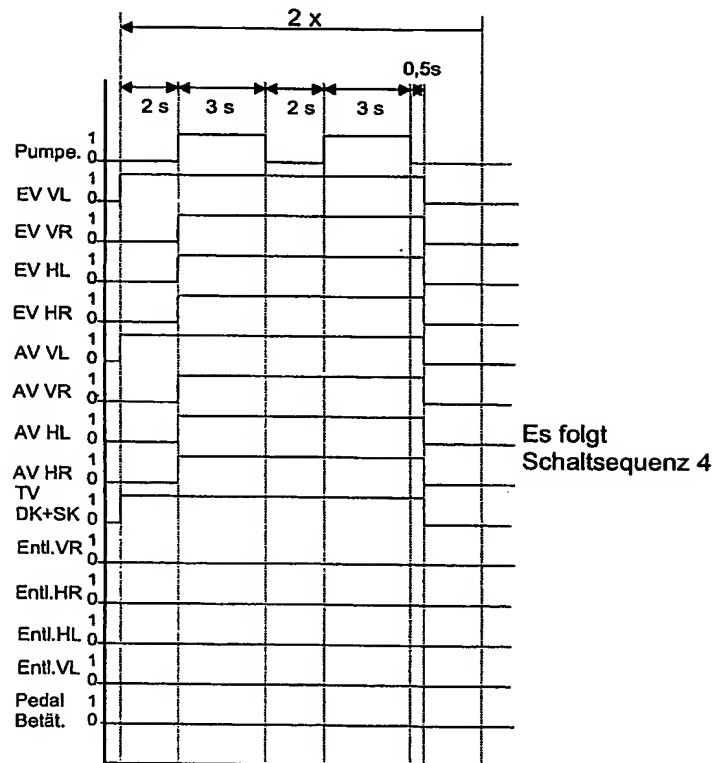 2 x
0,5s
2 s 3 s 2 s 3 s
Pumpe. 1 0
EV VL 1 0
EV VR 1 0
EV HL 1 0
EV HR 1 0
AV VL 1 0
AV VR 1 0
AV HL 1 0
AV HR 1 0
TV
DK+SK 1 0
Entl.VR 1 0
Entl.HR 1 0
Entl.HL 1 0
Entl.VL 1 0
Pedal 1
Betät. 0
Es folgt
Schaltsequenz 4